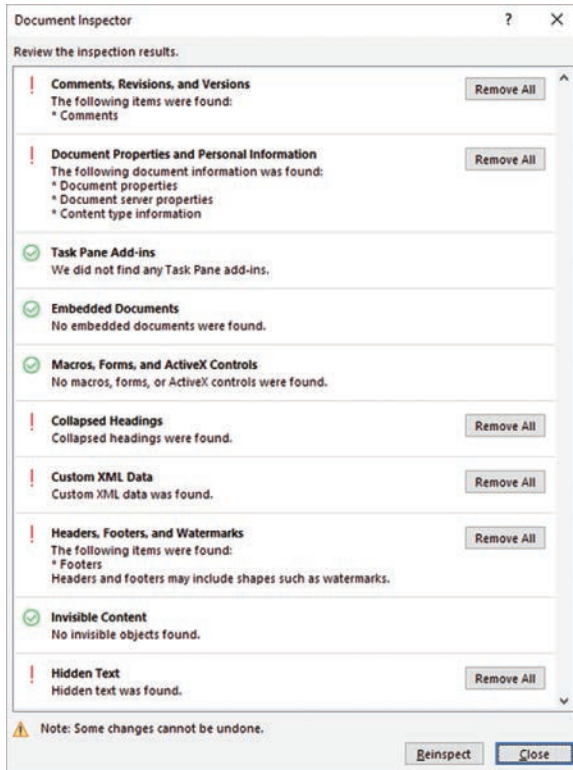 Document Inspector
?
Review the inspection results.
Comments, Revisions, and Versions
Remove All
The following items were found:
* Comments
Document Properties and Personal Information
Remove All
The following document information was found:
* Document properties
* Document server properties
* Content type information
Task Pane Add-ins
We did not find any Task Pane add-ins.
Embedded Documents
No embedded documents were found.
Macros, Forms, and ActiveX Controls
No macros, forms, or ActiveX controls were found.
Collapsed Headings
Remove All
Collapsed headings were found.
Custom XML Data
Remove All
Custom XML data was found.
Headers, Footers, and Watermarks
Remove All
The following items were found:
* Footers
Headers and footers may include shapes such as watermarks.
Invisible Content
No invisible objects found.
Hidden Text
Remove All
Hidden text was found.
Note: Some changes cannot be undone.
Reinspect
Close